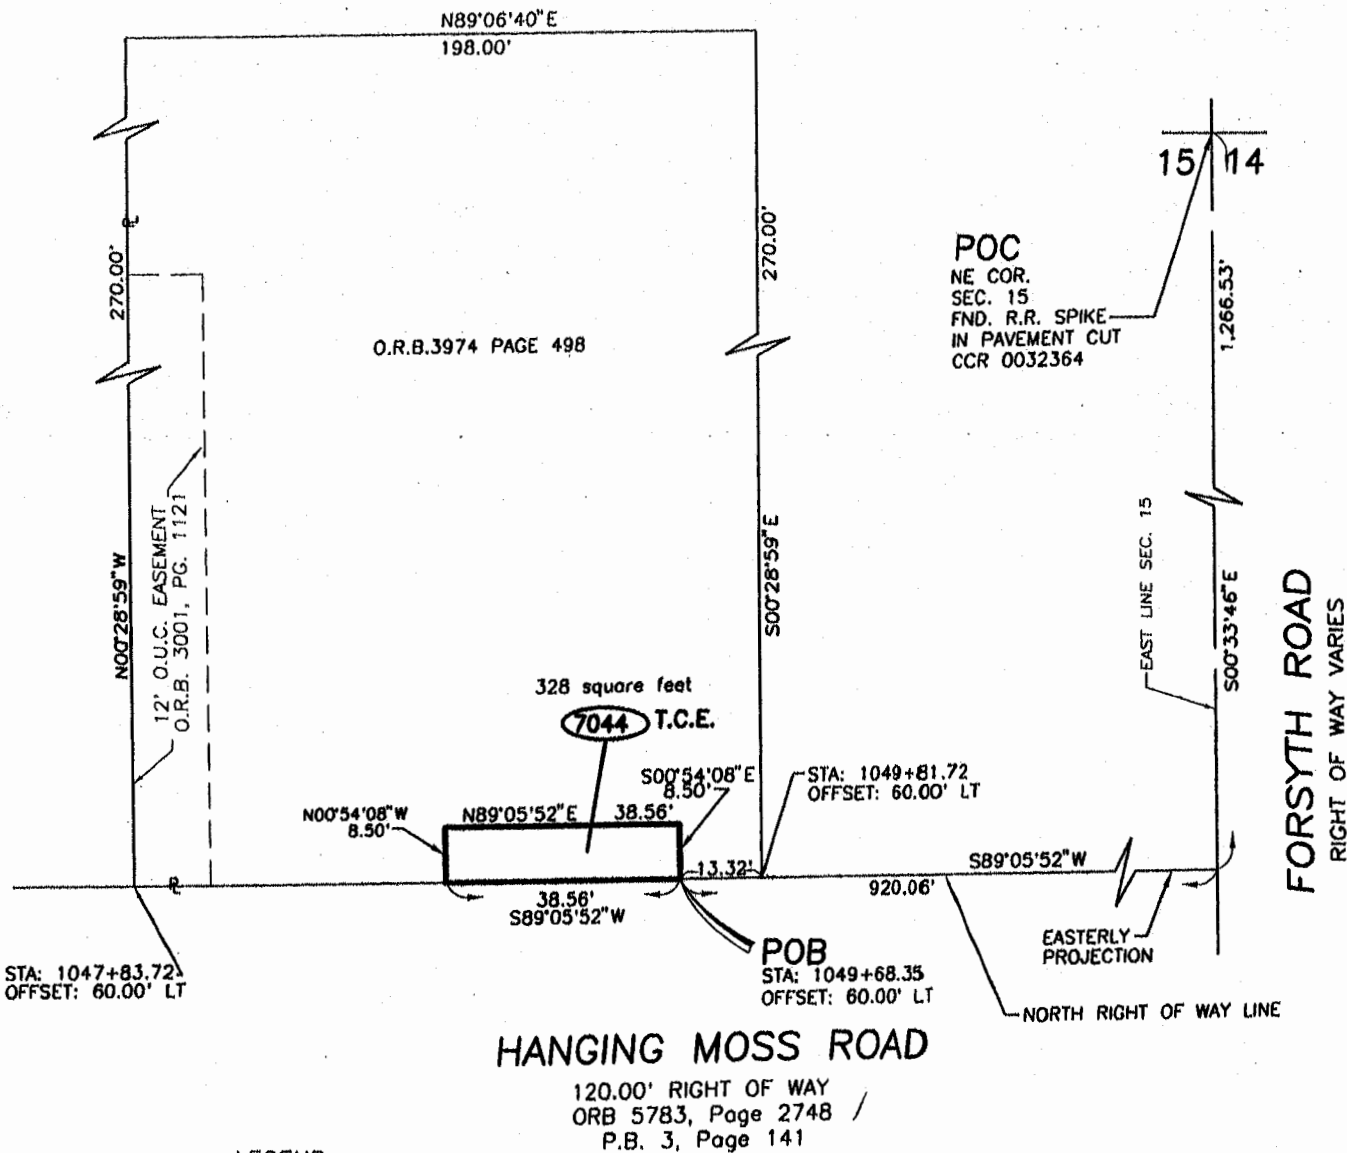 N89°06'40"E
198.00'
270.00'
270.00'
15 14
POC
NE COR.
SEC. 15
FND. R.R. SPIKE
IN PAVEMENT CUT
CCR 0032364
1,266.53'
O.R.B.3974 PAGE 498
N00°28'59"W
12' O.U.C. EASEMENT
O.R.B. 3001, PG. 1121
S00°28'59"E
EAST LINE SEC. 15
S00°33'46"E
FORSYTH ROAD
RIGHT OF WAY VARIES
328 square feet
7044 T.C.E.
S00°54'08"E
8.50'
STA: 1049+81.72
OFFSET: 60.00' LT
N00°54'08"W
8.50'
N89°05'52"E 38.56'
13.32'
S89°05'52"W
920.06'
38.56'
S89°05'52"W
POB
STA: 1049+68.35
OFFSET: 60.00' LT
EASTERLY
PROJECTION
STA: 1047+83.72
OFFSET: 60.00' LT
NORTH RIGHT OF WAY LINE
HANGING MOSS ROAD
120.00' RIGHT OF WAY
ORB 5783, Page 2748 /
P.B. 3, Page 141